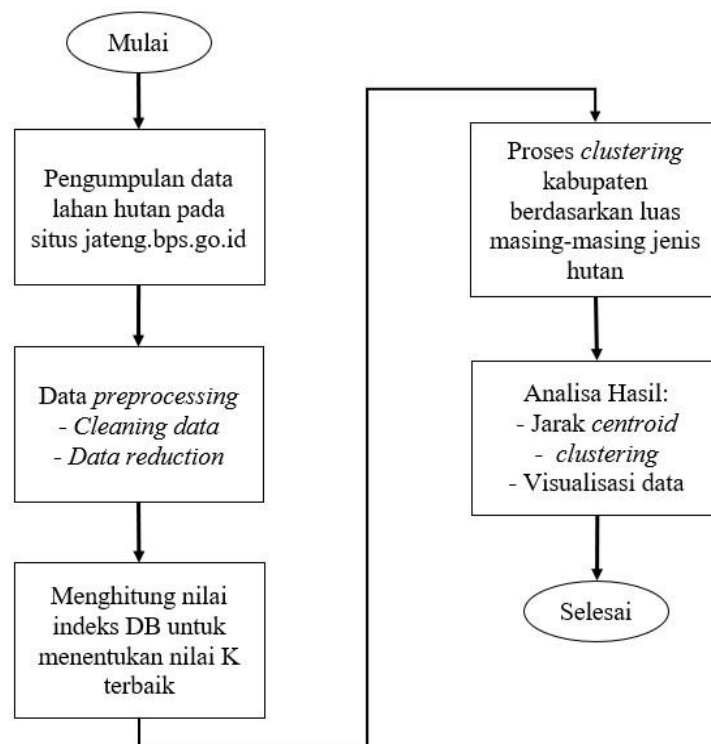 Mulai
Pengumpulan data
lahan hutan pada
situs jateng.bps.go.id
Data preprocessing
- Cleaning data
- Data reduction
Menghitung nilai
indeks DB untuk
menentukan nilai K
terbaik
Proses clustering
kabupaten
berdasarkan luas
masing-masing jenis
hutan
Analisa Hasil:
- Jarak centroid
- clustering
- Visualisasi data
Selesai